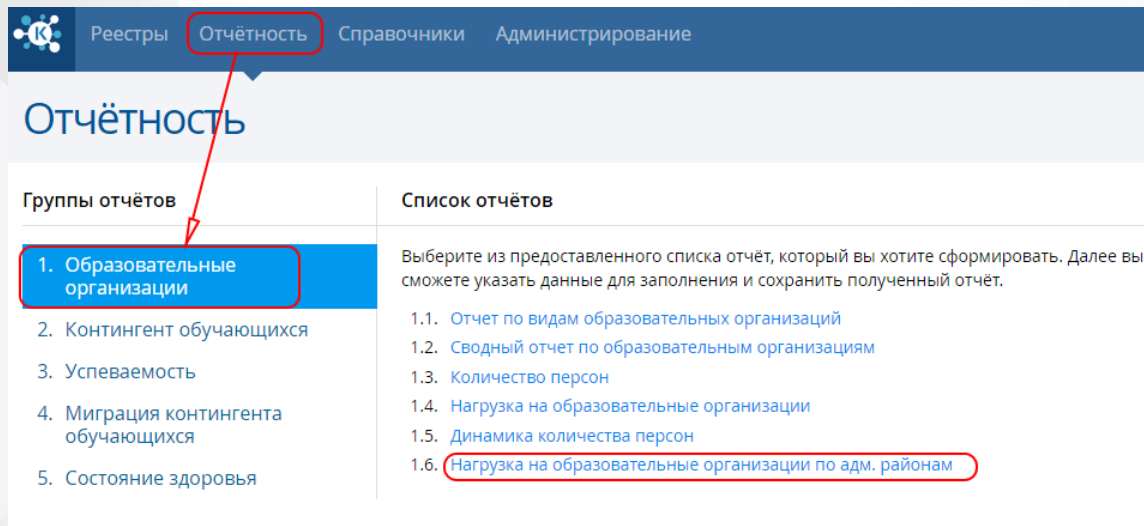 К Реестры Отчётность Справочники Администрирование
Отчётность
Группы отчётов
1. Образовательные
организации
2. Контингент обучающихся
3. Успеваемость
4. Миграция контингента
обучающихся
5. Состояние здоровья
Список отчётов
Выберите из предоставленного списка отчёт, который вы хотите сформировать. Далее вы
сможете указать данные для заполнения и сохранить полученный отчёт.
1.1. Отчет по видам образовательных организаций
1.2. Сводный отчет по образовательным организациям
1.3. Количество персон
1.4. Нагрузка на образовательные организации
1.5. Динамика количества персон
1.6. Нагрузка на образовательные организации по адм. районам